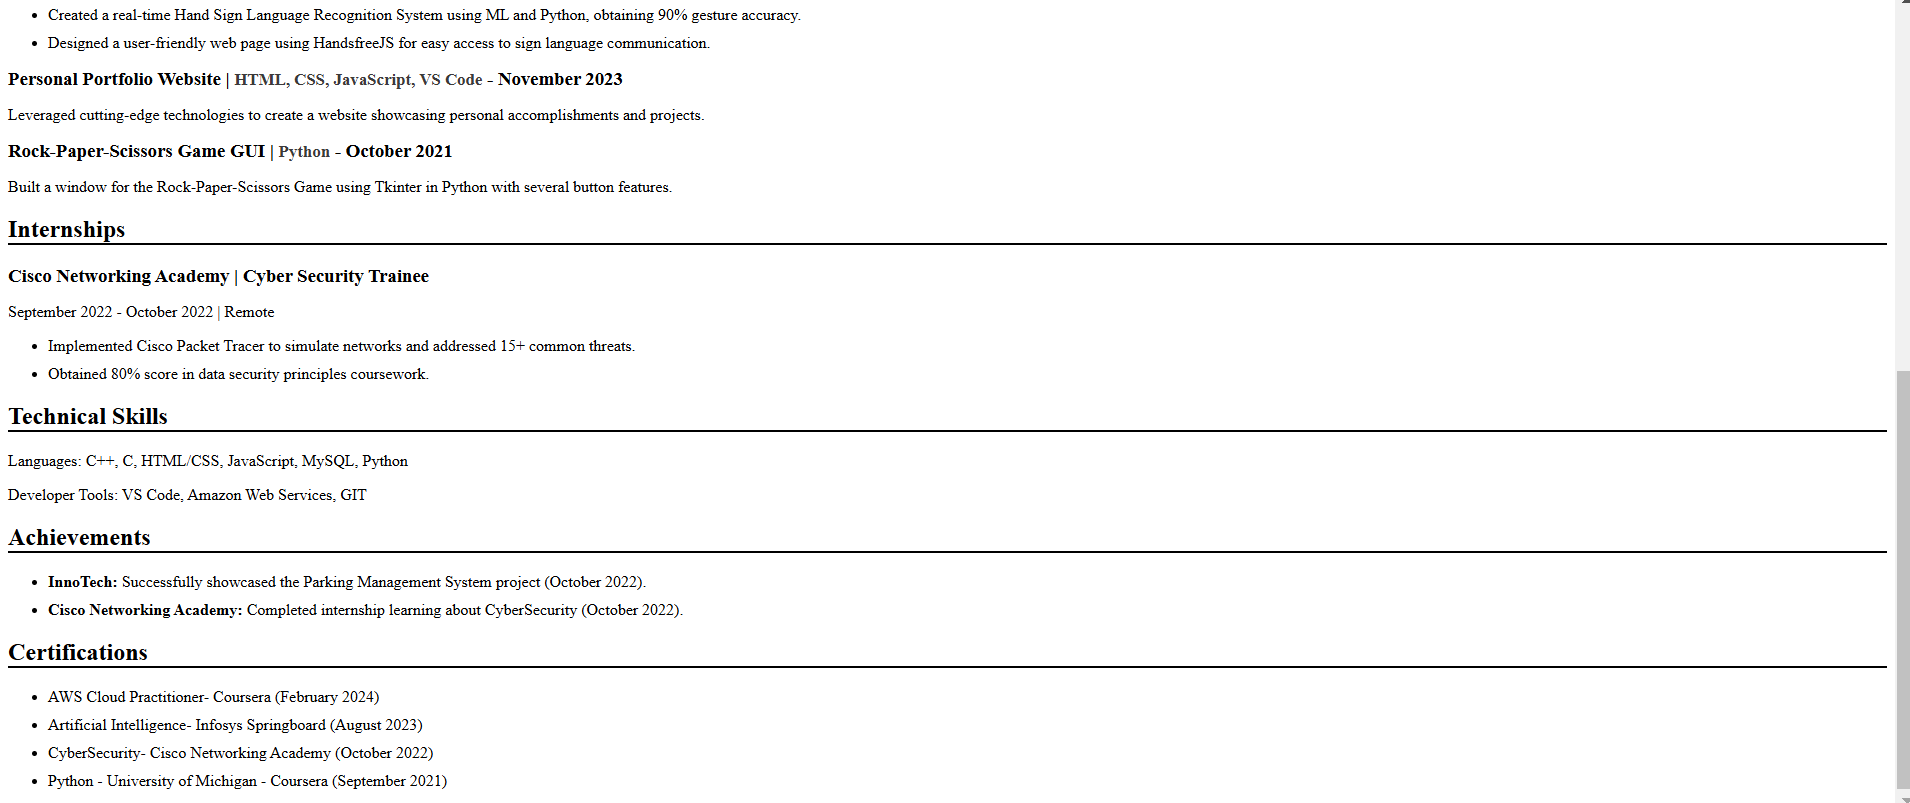 Created a real-time Hand Sign Language Recognition System using ML and Python, obtaining 90% gesture accuracy.
Designed a user-friendly web page using HandsfreeJS for easy access to sign language communication.
Personal Portfolio Website | HTML, CSS, JavaScript, VS Code - November 2023
Leveraged cutting-edge technologies to create a website showcasing personal accomplishments and projects.
Rock-Paper-Scissors Game GUI | Python - October 2021
Built a window for the Rock-Paper-Scissors Game using Tkinter in Python with several button features.
Internships
Cisco Networking Academy | Cyber Security Trainee
September 2022 - October 2022 | Remote
Implemented Cisco Packet Tracer to simulate networks and addressed 15+ common threats.
Obtained 80% score in data security principles coursework.
Technical Skills
Languages: C++, C, HTML/CSS, JavaScript, MySQL, Python
Developer Tools: VS Code, Amazon Web Services, GIT
Achievements
InnoTech: Successfully showcased the Parking Management System project (October 2022).
Cisco Networking Academy: Completed internship learning about CyberSecurity (October 2022).
Certifications
AWS Cloud Practitioner- Coursera (February 2024)
Artificial Intelligence- Infosys Springboard (August 2023)
CyberSecurity- Cisco Networking Academy (October 2022)
Python - University of Michigan - Coursera (September 2021)